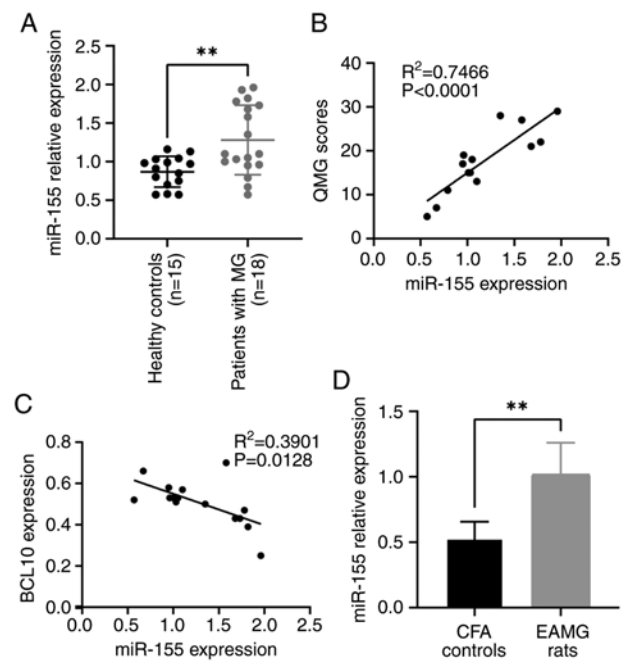 A
miR-155 relative expression
2.5
2.0
1.5
1.0
0.5
0.0
**
Healthy controls
(n=15)
Patients with MG
(n=18)
B
QMG scores
40
30
20
10
0
R²=0.7466
P<0.0001
0.0 0.5 1.0 1.5 2.0 2.5
miR-155 expression
C
BCL10 expression
0.8
0.6
0.4
0.2
0.0
R²=0.3901
P=0.0128
0.0 0.5 1.0 1.5 2.0 2.5
miR-155 expression
D
miR-155 relative expression
1.5
1.0
0.5
0.0
**
CFA
controls
EAMG
rats